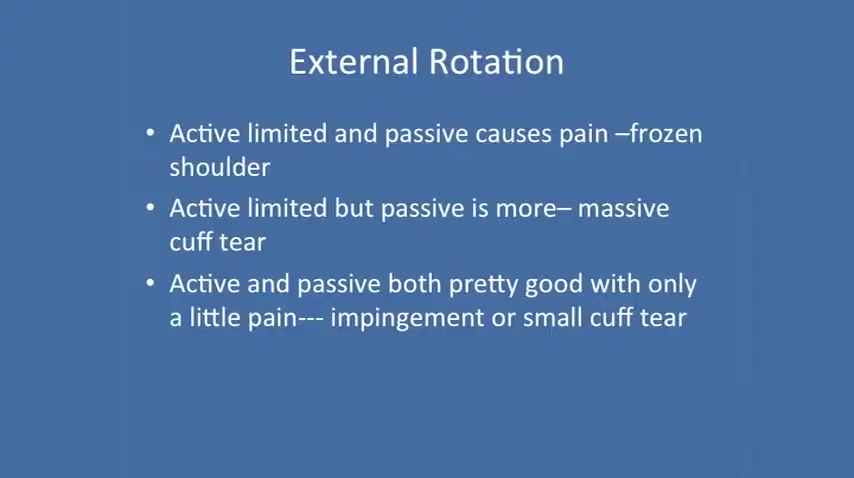 External Rotation
• Active limited and passive causes pain –frozen
shoulder
• Active limited but passive is more– massive
cuff tear
• Active and passive both pretty good with only
a little pain--- impingement or small cuff tear